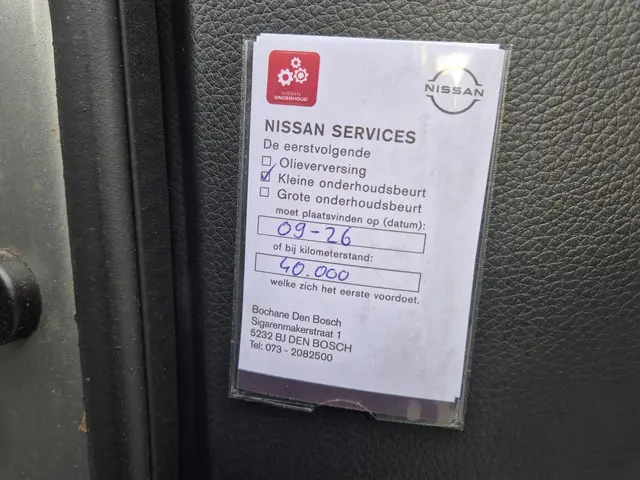 NISSAN
ONDERHOUD
NISSAN
NISSAN SERVICES
De eerstvolgende
Olieverversing
Kleine onderhoudsbeurt
Grote onderhoudsbeurt
moet plaatsvinden op (datum):
09-26
of bij kilometerstand:
40.000
welke zich het eerste voordoet.
Bochane Den Bosch
Sigarenmakerstraat 1
5232 BJ DEN BOSCH
Tel: 073 - 2082500